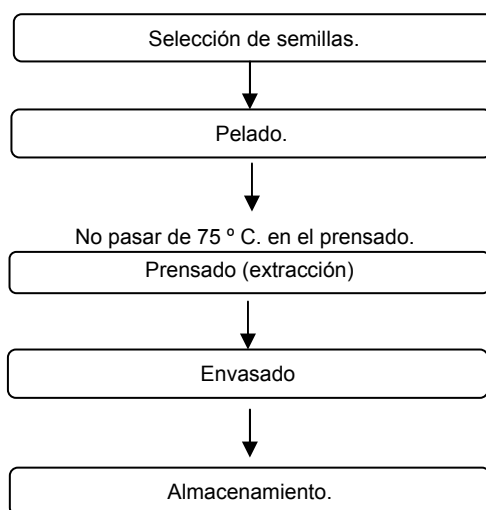 Selección de semillas.
Pelado.
No pasar de 75 º C. en el prensado.
Prensado (extracción)
Envasado
Almacenamiento.